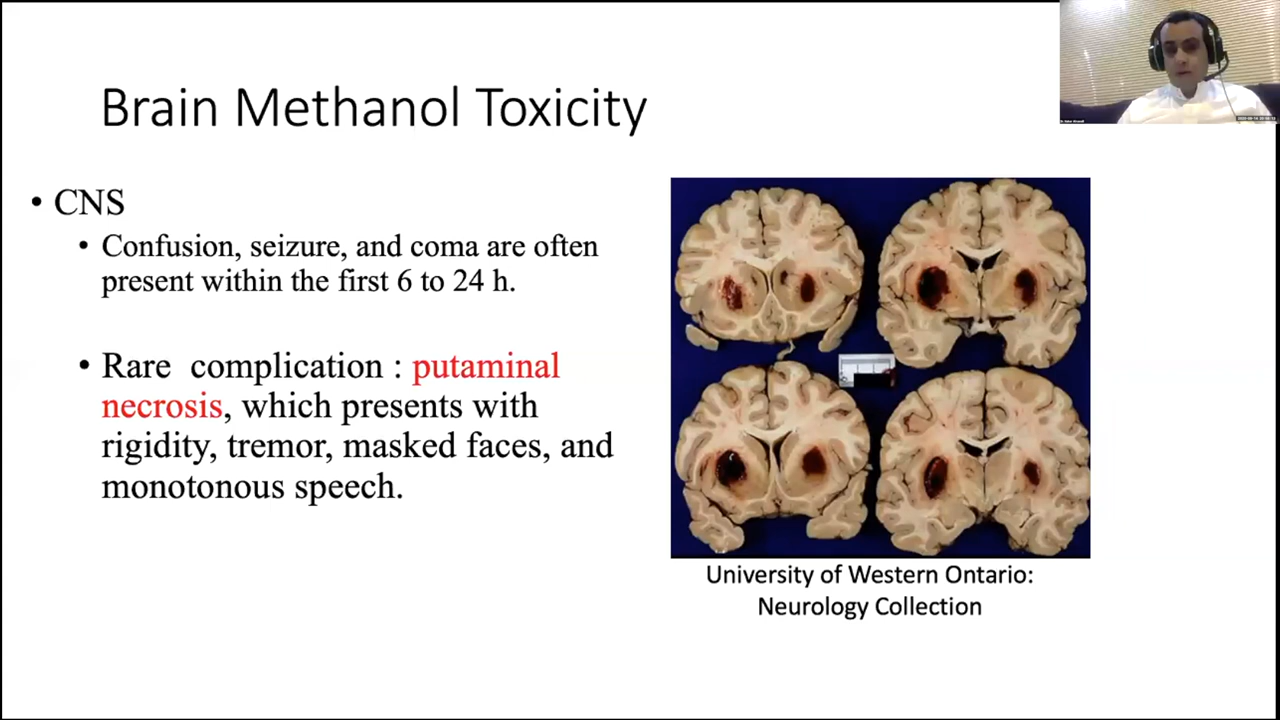 Brain Methanol Toxicity
• CNS
• Confusion, seizure, and coma are often
present within the first 6 to 24 h.
• Rare complication : putaminal
necrosis, which presents with
rigidity, tremor, masked faces, and
monotonous speech.
University of Western Ontario:
Neurology Collection